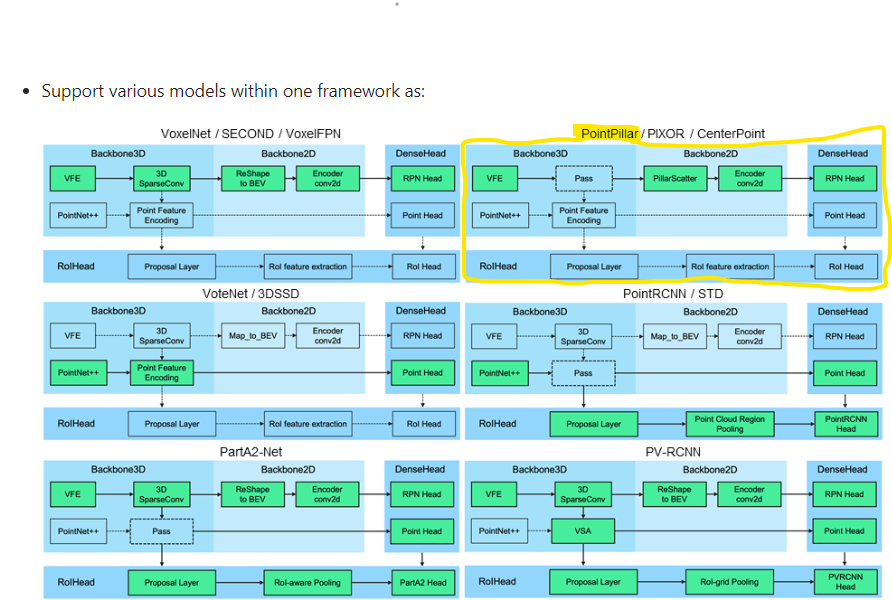 • Support various models within one framework as:
VoxelNet / SECOND / VoxelFPN
Backbone3D
Backbone2D
DenseHead
VFE
3D
SparseConv
ReShape
to BEV
Encoder
conv2d
RPN Head
PointNet++
Point Feature
Encoding
Point Head
RoIHead
Proposal Layer
RoI feature extraction
RoI Head
PointPillar / PIXOR / CenterPoint
Backbone3D
Backbone2D
DenseHead
VFE
Pass
PillarScatter
Encoder
conv2d
RPN Head
PointNet++
Point Feature
Encoding
Point Head
RoIHead
Proposal Layer
RoI feature extraction
RoI Head
VoteNet / 3DSSD
Backbone3D
Backbone2D
DenseHead
VFE
3D
SparseConv
Map_to_BEV
Encoder
conv2d
RPN Head
PointNet++
Point Feature
Encoding
Point Head
RoIHead
Proposal Layer
RoI feature extraction
RoI Head
PointRCNN / STD
Backbone3D
Backbone2D
DenseHead
VFE
3D
SparseConv
Map_to_BEV
Encoder
conv2d
RPN Head
PointNet++
Pass
Point Head
RoIHead
Proposal Layer
Point Cloud Region
Pooling
PointRCNN
Head
PartA2-Net
Backbone3D
Backbone2D
DenseHead
VFE
3D
SparseConv
ReShape
to BEV
Encoder
conv2d
RPN Head
PointNet++
Pass
Point Head
RoIHead
Proposal Layer
RoI-aware Pooling
PartA2 Head
PV-RCNN
Backbone3D
Backbone2D
DenseHead
VFE
3D
SparseConv
ReShape
to BEV
Encoder
conv2d
RPN Head
PointNet++
VSA
Point Head
RoIHead
Proposal Layer
RoI-grid Pooling
PVRCNN
Head